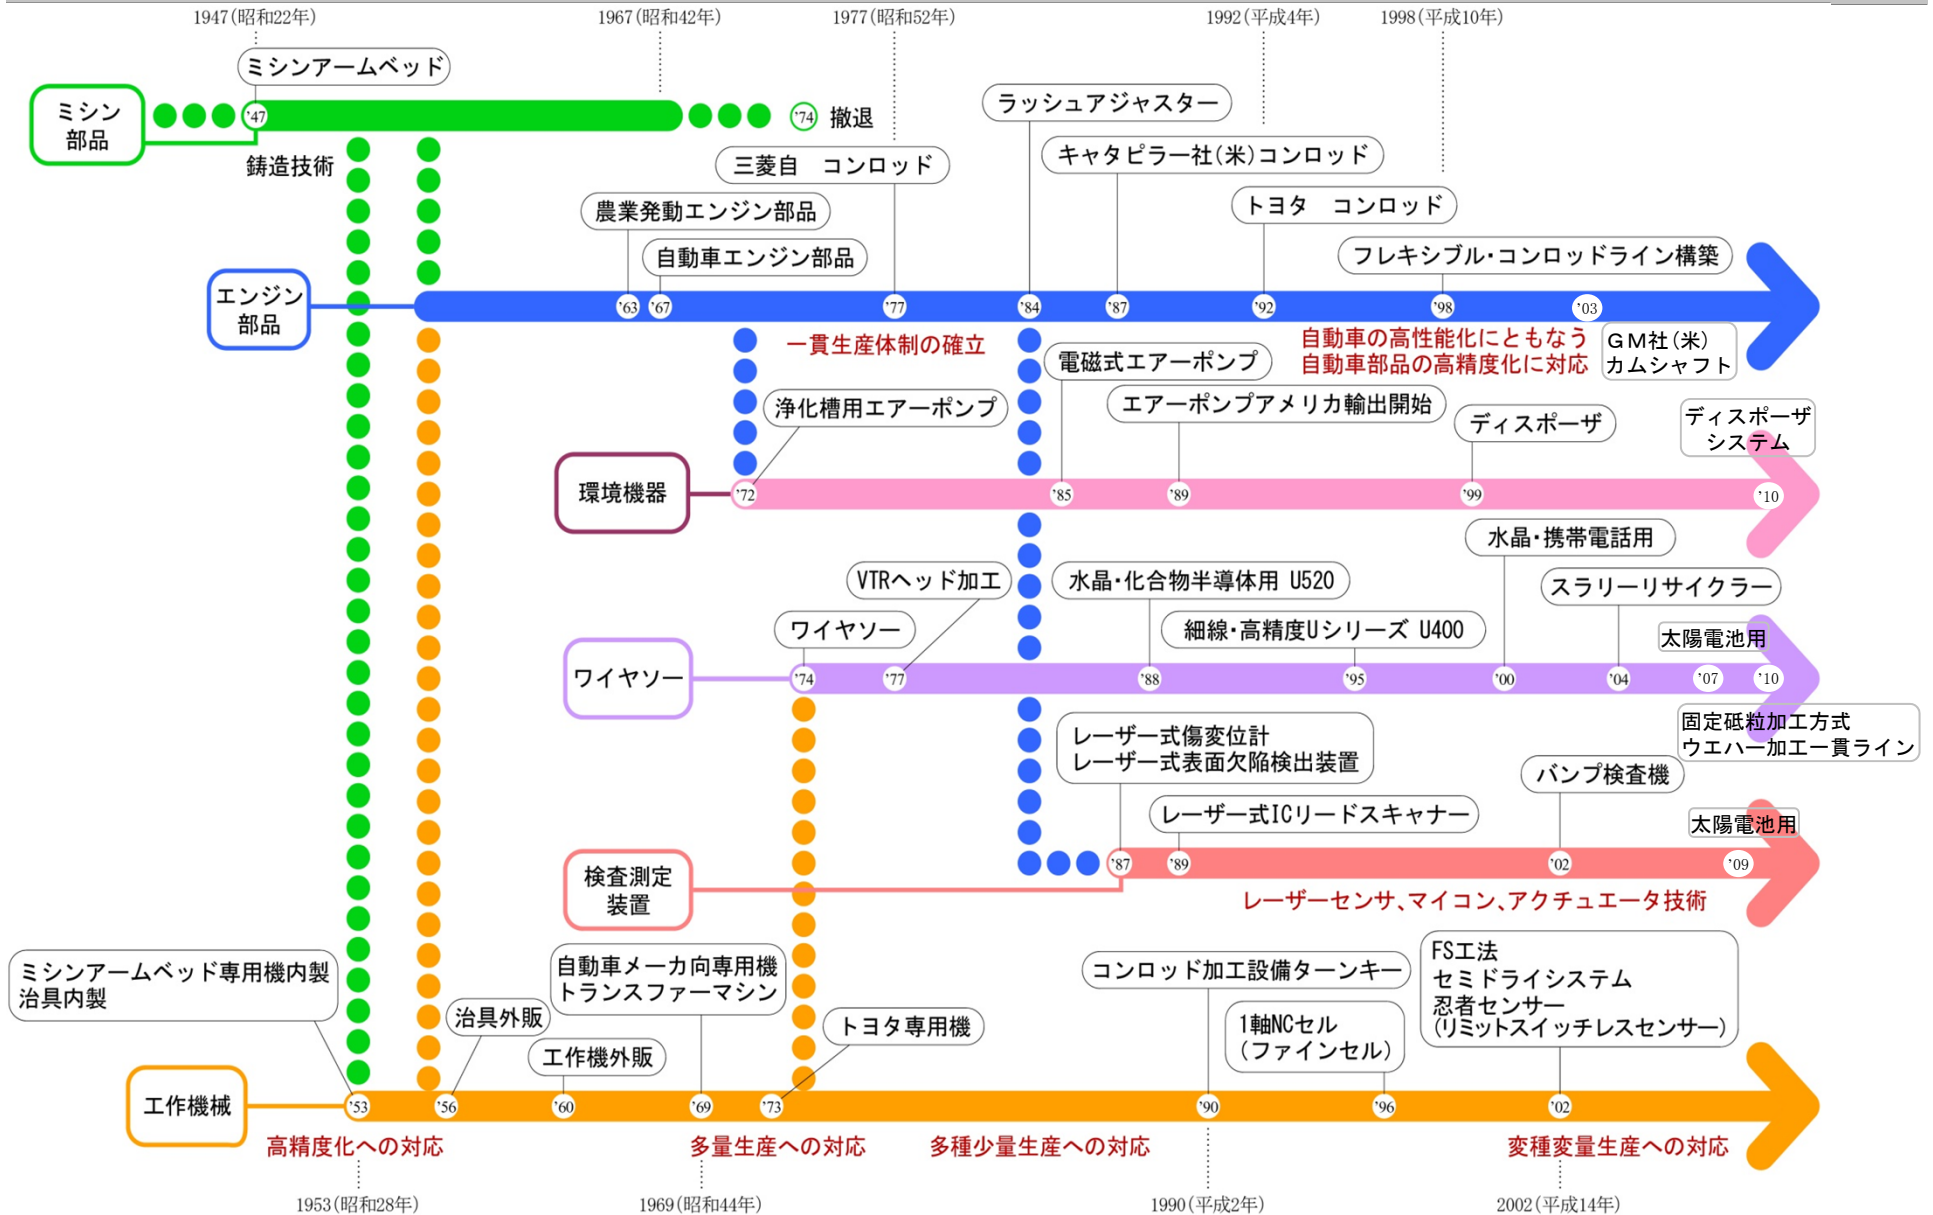 1947(昭和22年)
1967(昭和42年)
1977(昭和52年)
1992(平成4年)
1998(平成10年)
ミシンアームベッド
ミシン
部品
'47
'74
撤退
鋳造技術
ラッシュアジャスター
キャタピラー社(米)コンロッド
三菱自　コンロッド
トヨタ　コンロッド
農業発動エンジン部品
自動車エンジン部品
フレキシブル・コンロッドライン構築
エンジン
部品
'63
'67
'77
'84
'87
'92
'98
'03
一貫生産体制の確立
自動車の高性能化にともなう
自動車部品の高精度化に対応
GM社(米)
カムシャフト
電磁式エアーポンプ
浄化槽用エアーポンプ
エアーポンプアメリカ輸出開始
ディスポーザ
ディスポーザ
システム
環境機器
'72
'85
'89
'99
'10
水晶・携帯電話用
VTRヘッド加工
水晶・化合物半導体用 U520
スラリーリサイクラー
ワイヤソー
細線・高精度Uシリーズ U400
太陽電池用
ワイヤソー
'74
'77
'88
'95
'00
'04
'07
'10
固定砥粒加工方式
ウエハー加工一貫ライン
レーザー式傷変位計
レーザー式表面欠陥検出装置
バンプ検査機
レーザー式ICリードスキャナー
太陽電池用
検査測定
装置
'87
'89
'02
'09
レーザーセンサ、マイコン、アクチュエータ技術
ミシンアームベッド専用機内製
治具内製
自動車メーカ向専用機
トランスファーマシン
治具外販
工作機外販
トヨタ専用機
コンロッド加工設備ターンキー
1軸NCセル
(ファインセル)
FS工法
セミドライシステム
忍者センサー
(リミットスイッチレスセンサー)
工作機械
'53
'56
'60
'69
'73
'90
'96
'02
高精度化への対応
多量生産への対応
多種少量生産への対応
変種変量生産への対応
1953(昭和28年)
1969(昭和44年)
1990(平成2年)
2002(平成14年)